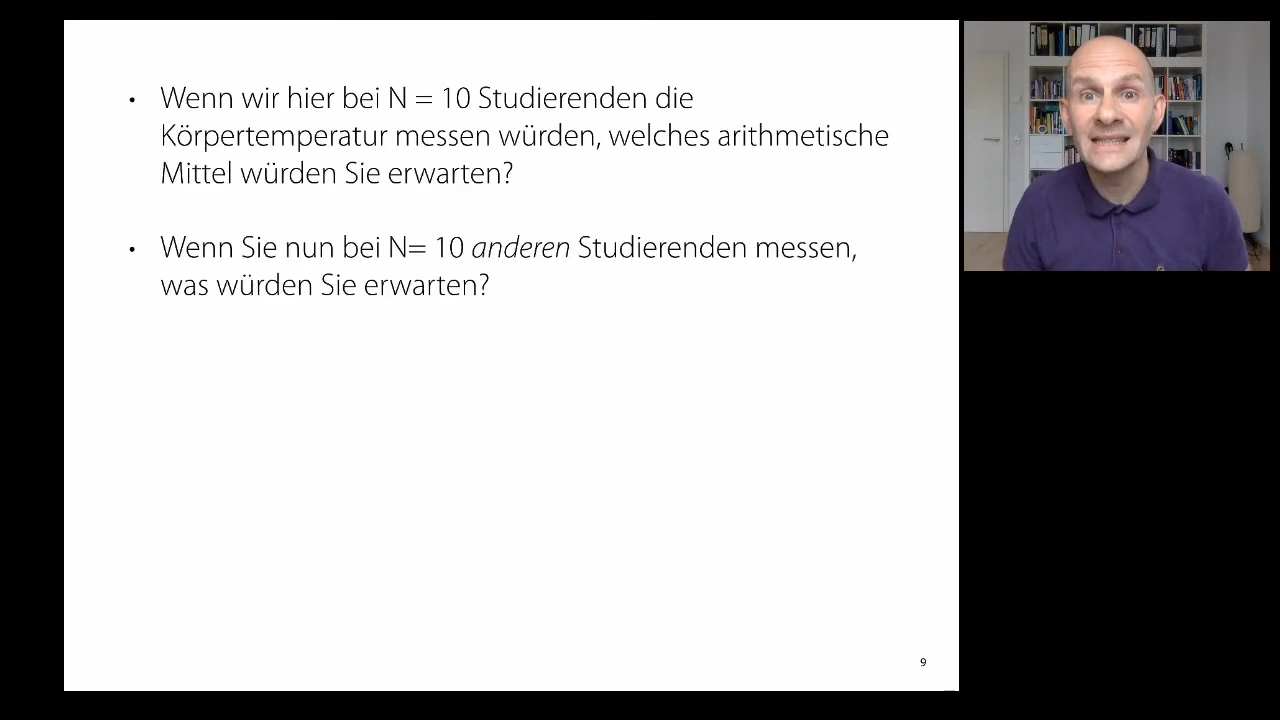 • Wenn wir hier bei N = 10 Studierenden die
Körpertemperatur messen würden, welches arithmetische
Mittel würden Sie erwarten?
• Wenn Sie nun bei N= 10 anderen Studierenden messen,
was würden Sie erwarten?
9